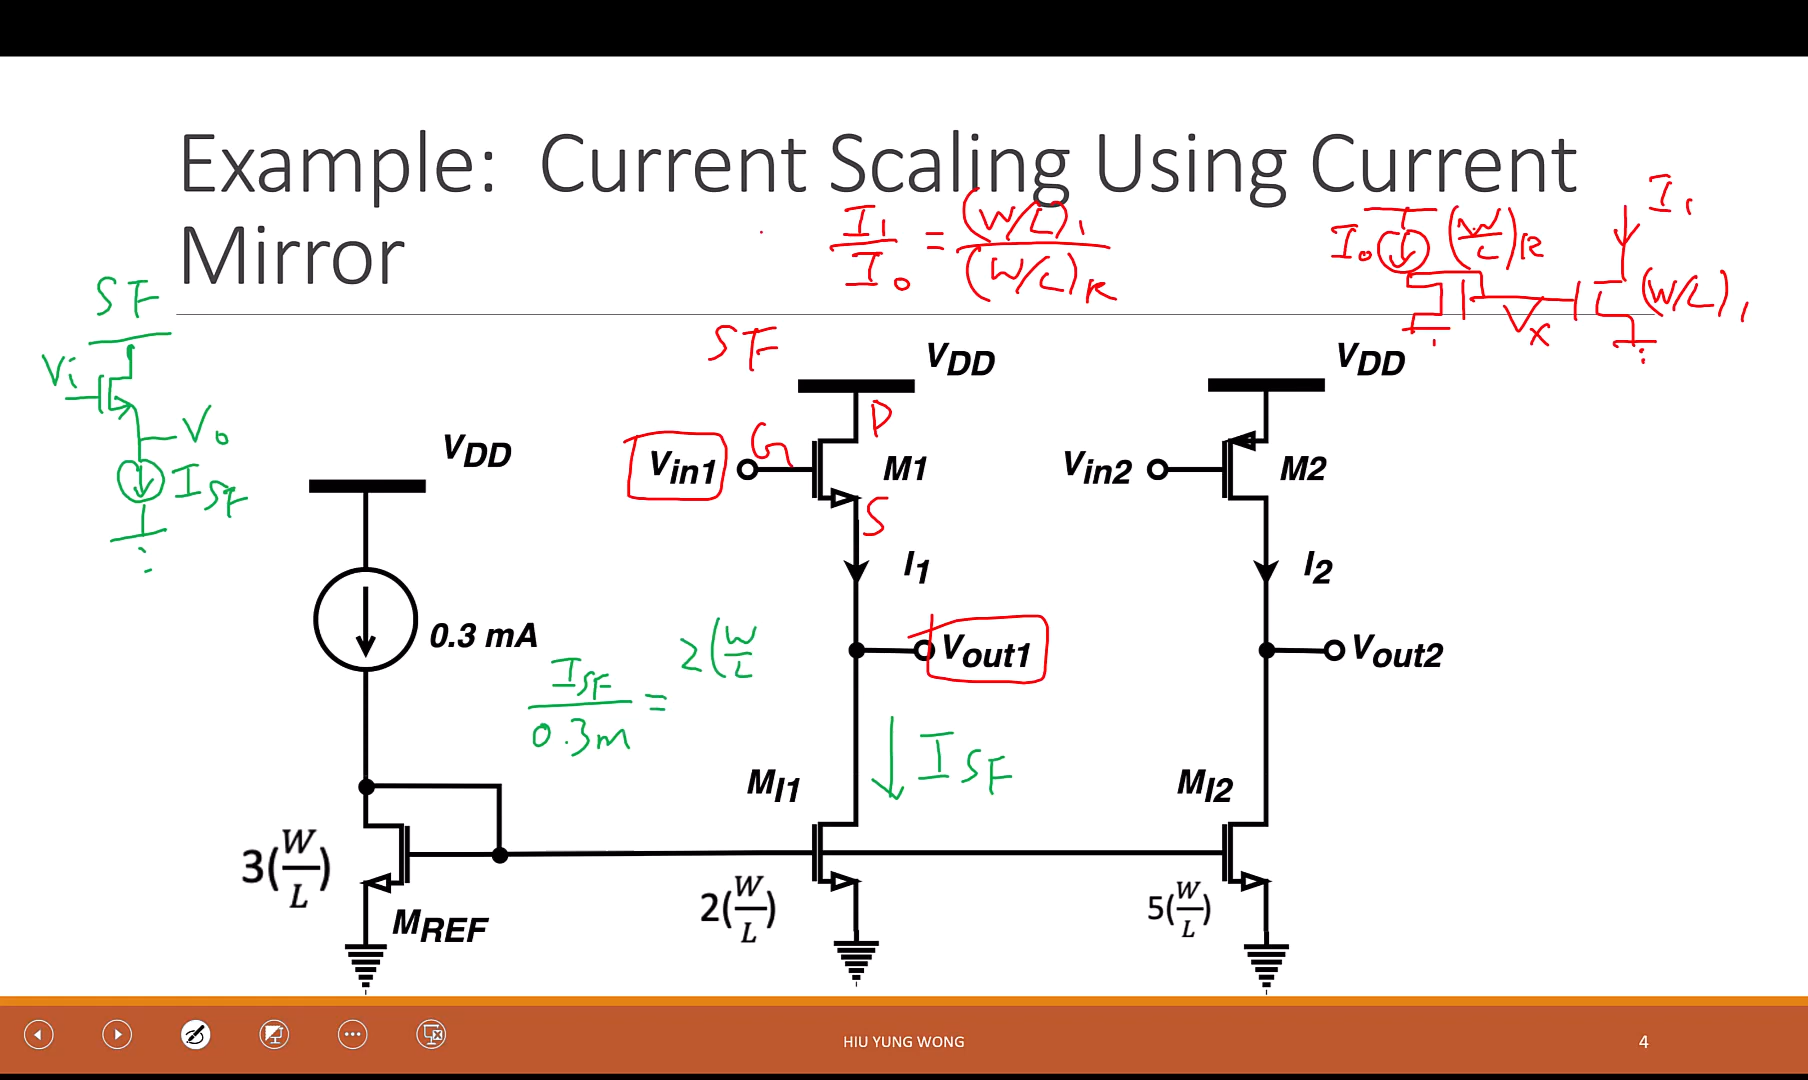 Example: Current Scaling Using Current
Mirror
I₁/I₀ = (W/L)₁/(W/L)R
I₀ (W/L)R
I₁
(W/L)₁
Vx
SF
Vi
Vo
ISF
SF
VDD
VDD
VDD
G
D
S
Vin1
M1
Vin2
M2
I1
I2
0.3 mA
Vout1
Vout2
ISF/0.3m = 2(W/L
ISF
MI1
MI2
3(W/L)
2(W/L)
5(W/L)
MREF
HIU YUNG WONG
4